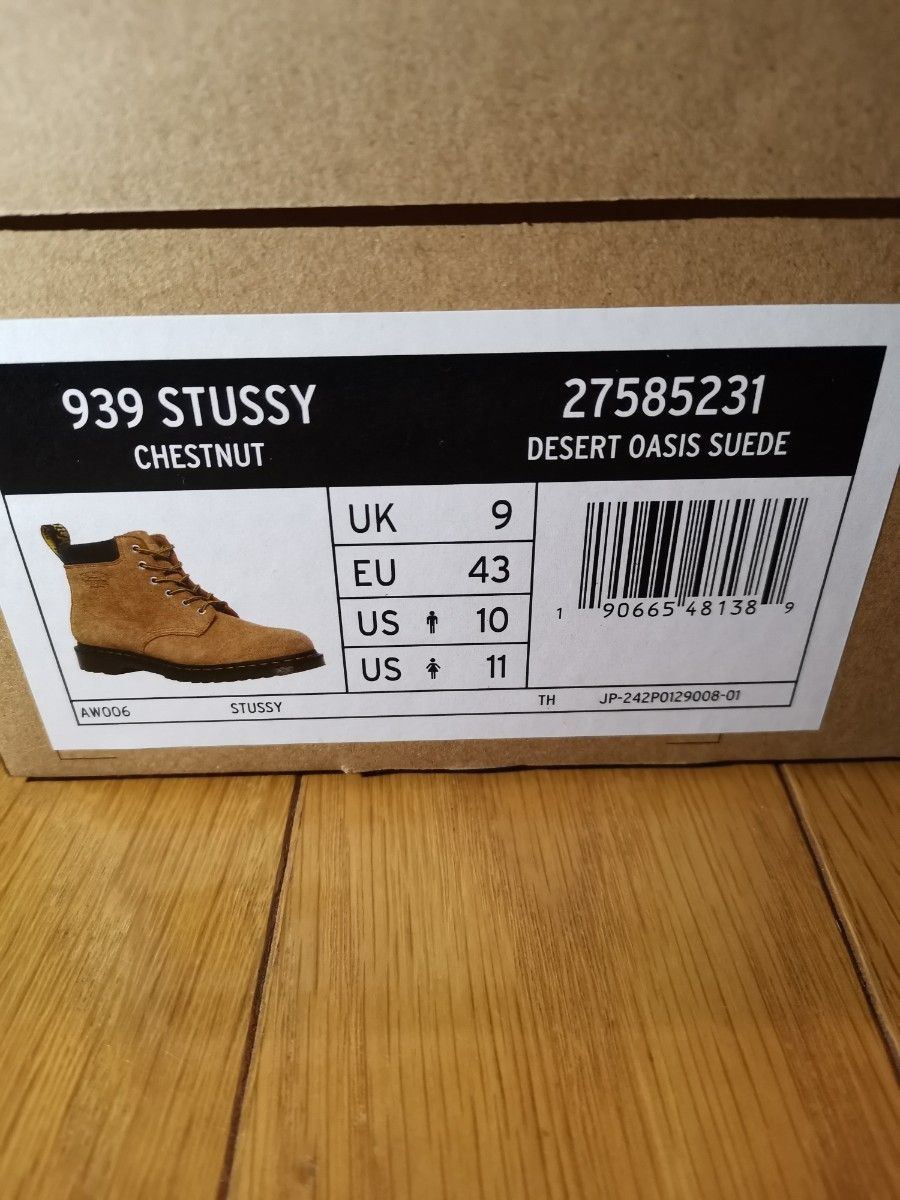 939 STUSSY
CHESTNUT
27585231
DESERT OASIS SUEDE
UK 9
EU 43
US 10
US 11
1 90665 48138 9
AW006 STUSSY TH JP-242P0129008-01